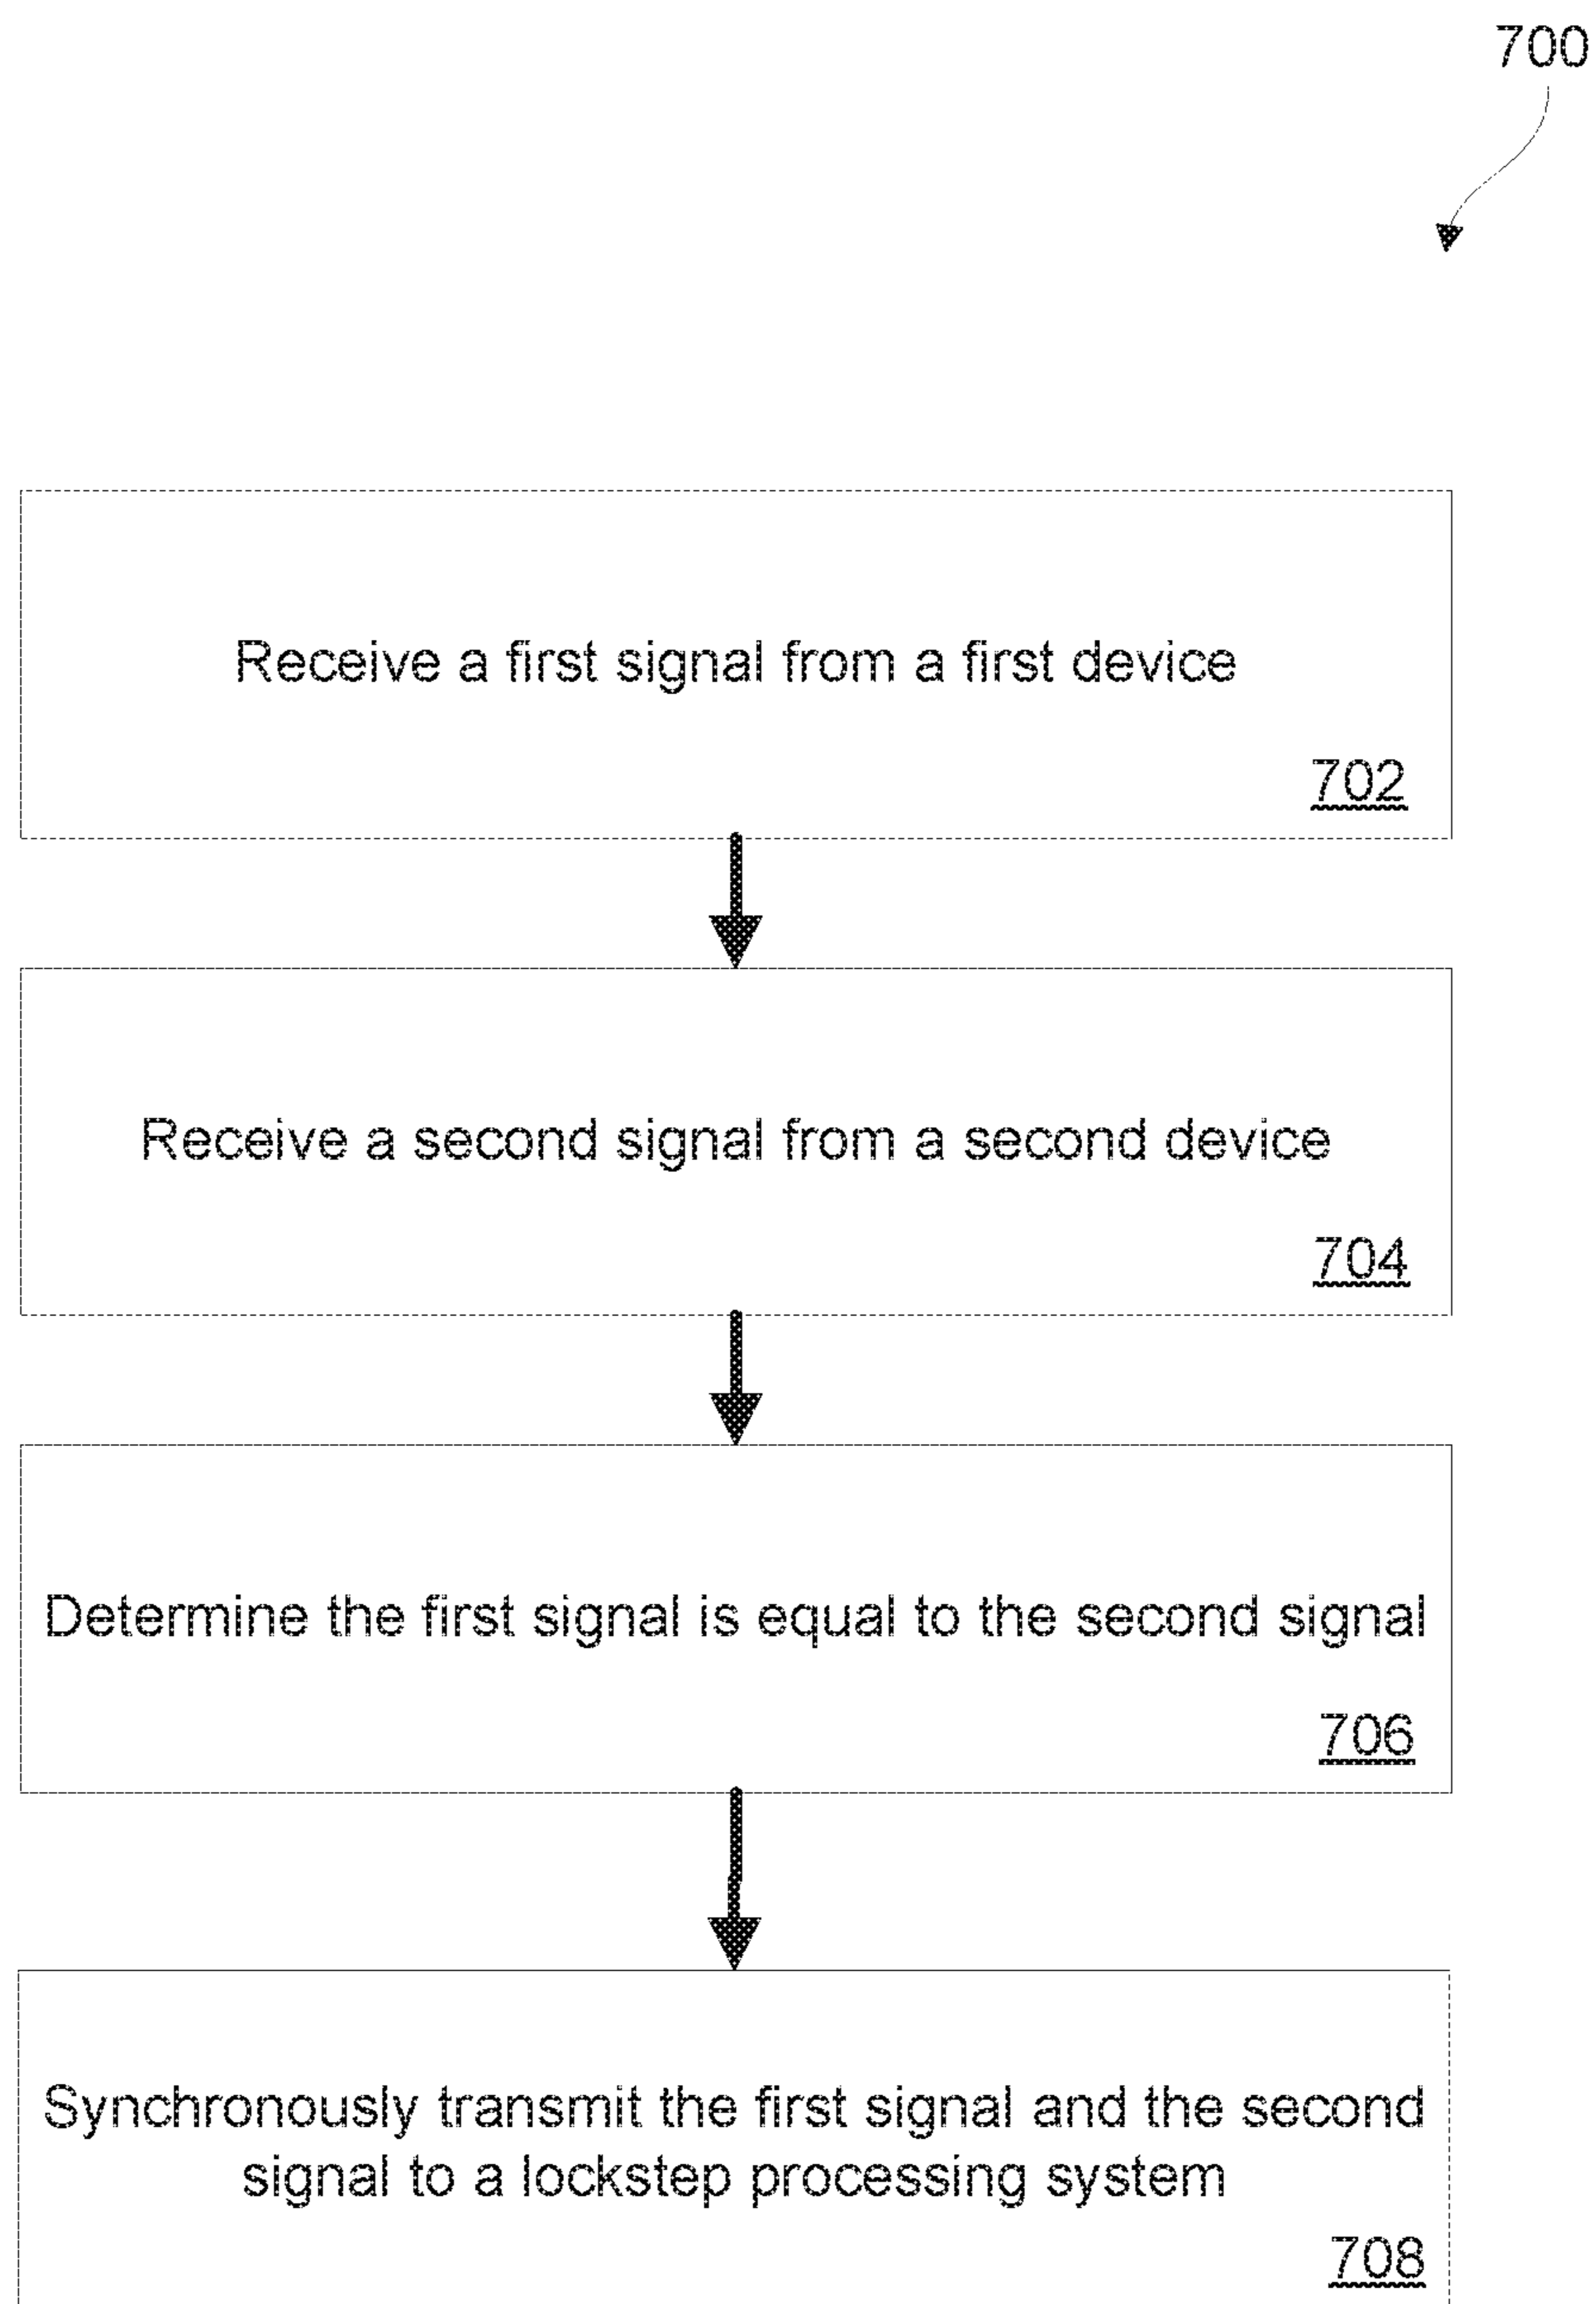 700
Receive a first signal from a first device
702
Receive a second signal from a second device
704
Determine the first signal is equal to the second signal
706
Synchronously transmit the first signal and the second
signal to a lockstep processing system
708